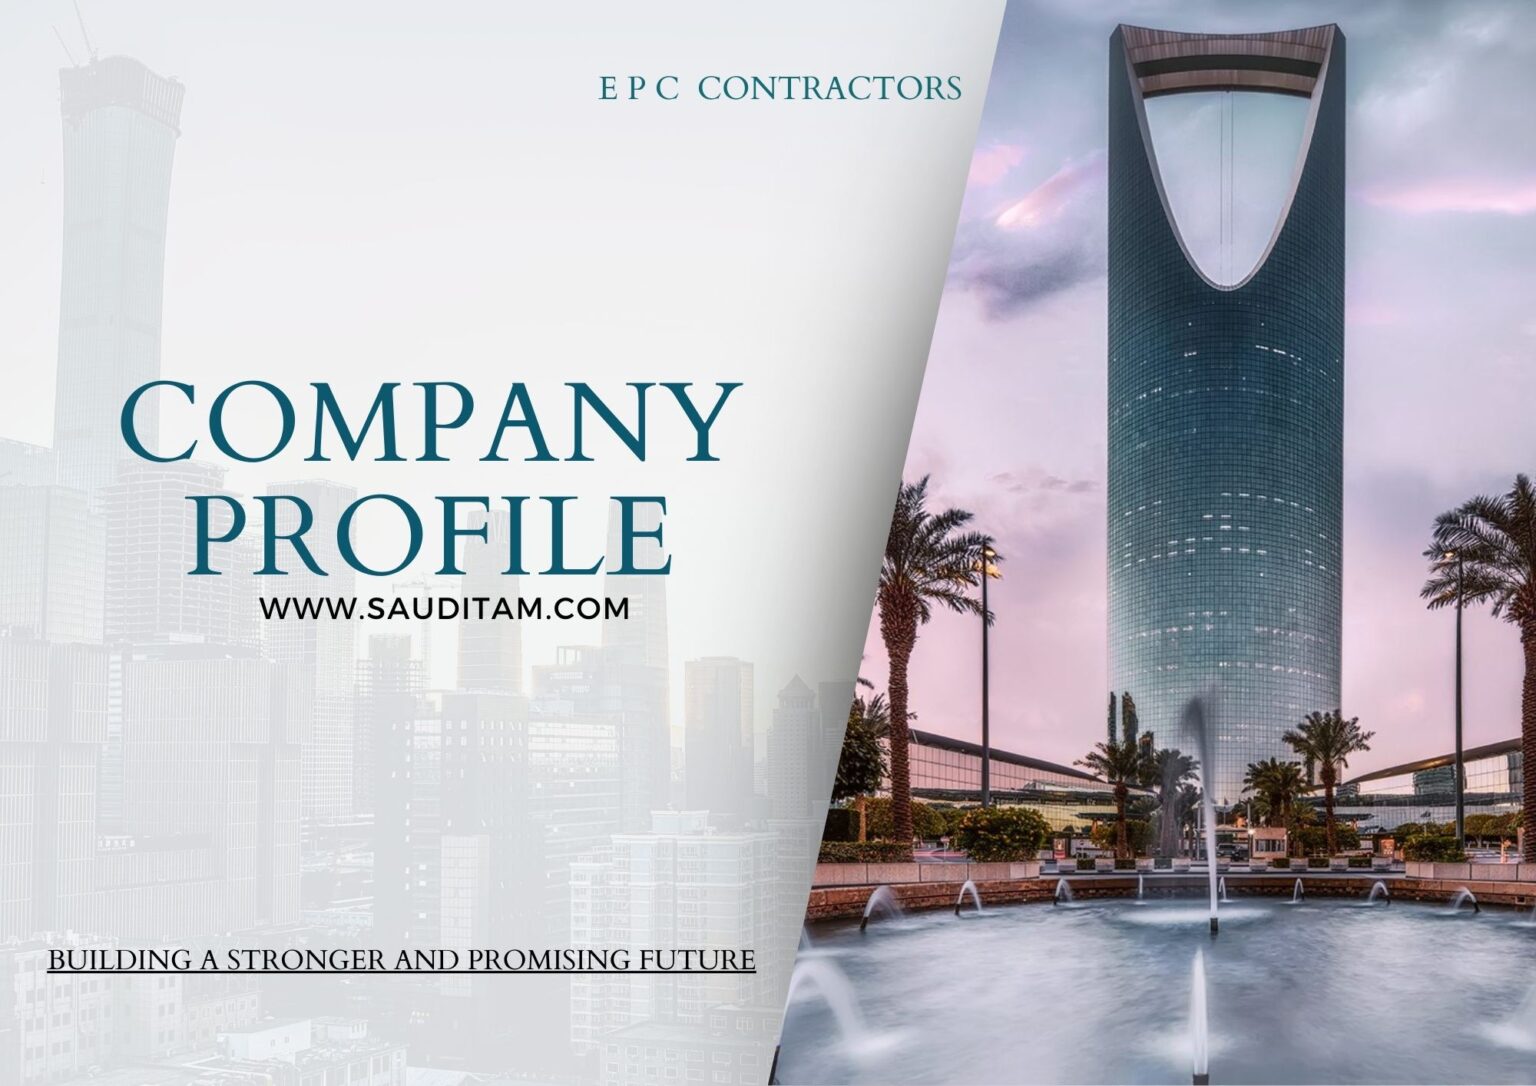 E P C CONTRACTORS
COMPANY
PROFILE
WWW.SAUDITAM.COM
BUILDING A STRONGER AND PROMISING FUTURE